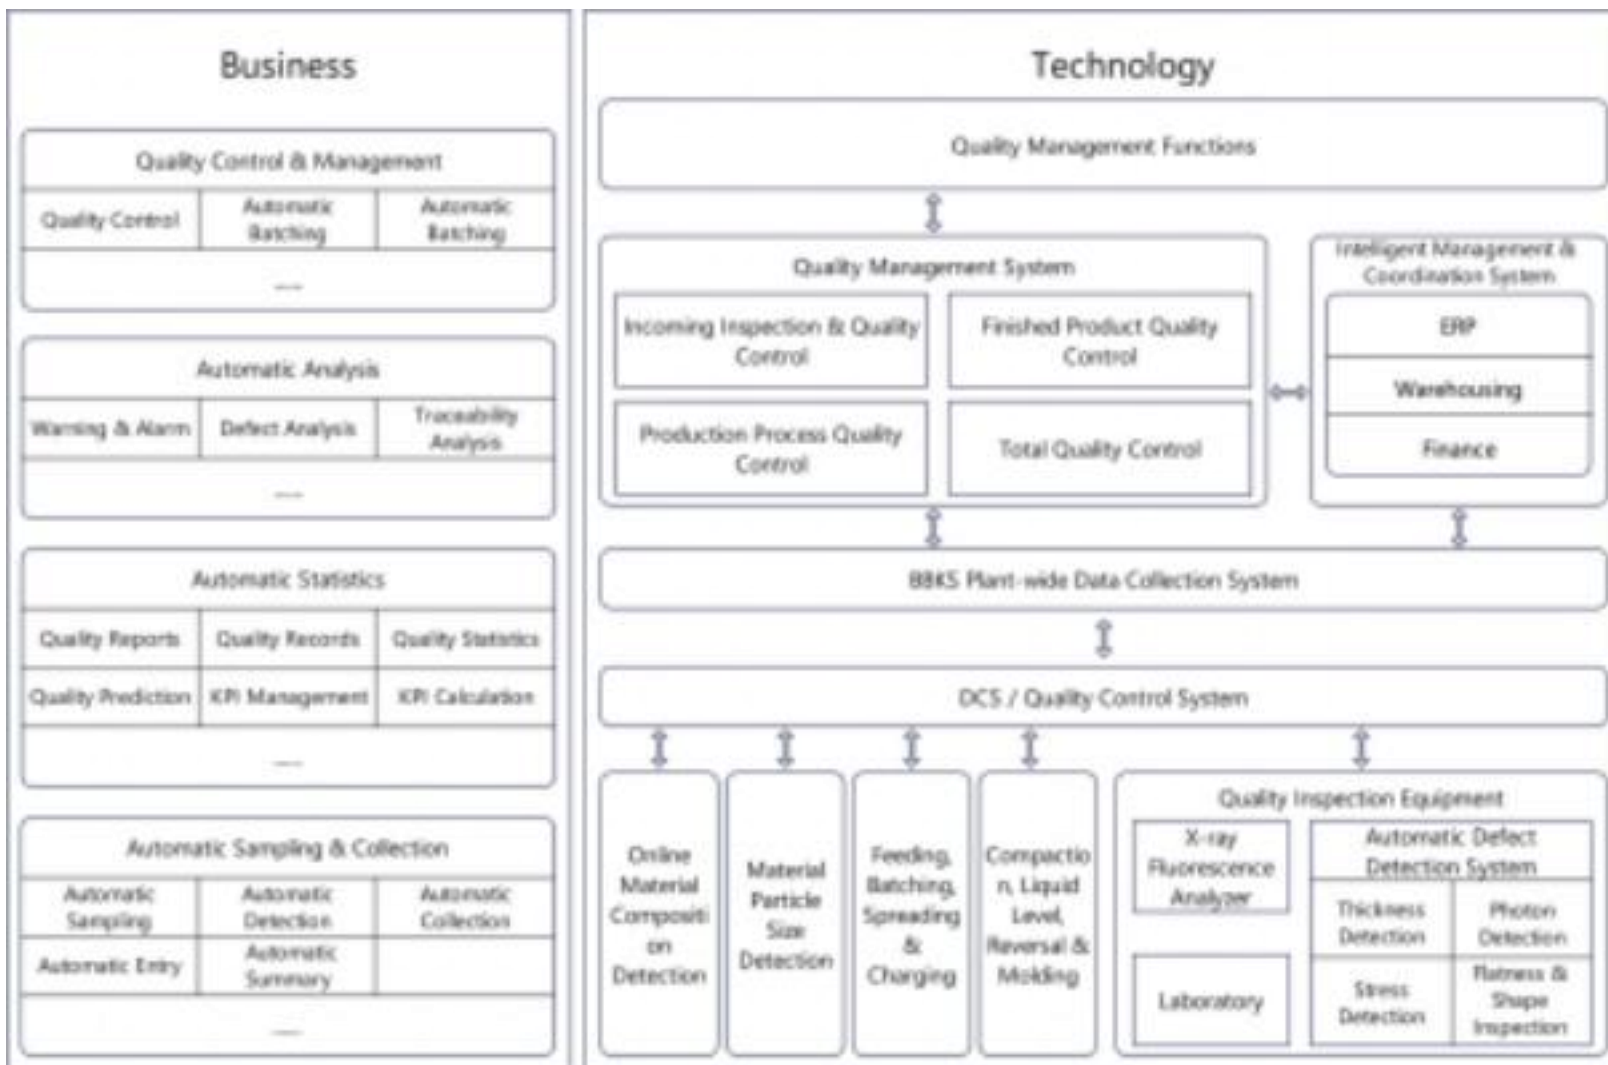 Business
Quality Control & Management
Quality Control
Automatic
Batching
Automatic
Batching
Automatic Analysis
Warning & Alarm
Defect Analysis
Traceability
Analysis
Automatic Statistics
Quality Reports
Quality Records
Quality Statistics
Quality Prediction
KPI Management
KPI Calculation
Automatic Sampling & Collection
Automatic
Sampling
Automatic
Detection
Automatic
Collection
Automatic Entry
Automatic
Summary
Technology
Quality Management Functions
Quality Management System
Incoming Inspection & Quality
Control
Finished Product Quality
Control
Production Process Quality
Control
Total Quality Control
Intelligent Management &
Coordination System
ERP
Warehousing
Finance
Plant-wide Data Collection System
DCS / Quality Control System
Online
Material
Compositi
on
Detection
Material
Particle
Size
Detection
Feeding,
Batching,
Spreading
&
Charging
Compactio
n, Liquid
Level,
Reversal &
Molding
Quality Inspection Equipment
X-ray
Fluorescence
Analyzer
Laboratory
Automatic Defect
Detection System
Thickness
Detection
Photon
Detection
Stress
Detection
Flatness &
Shape
Inspection